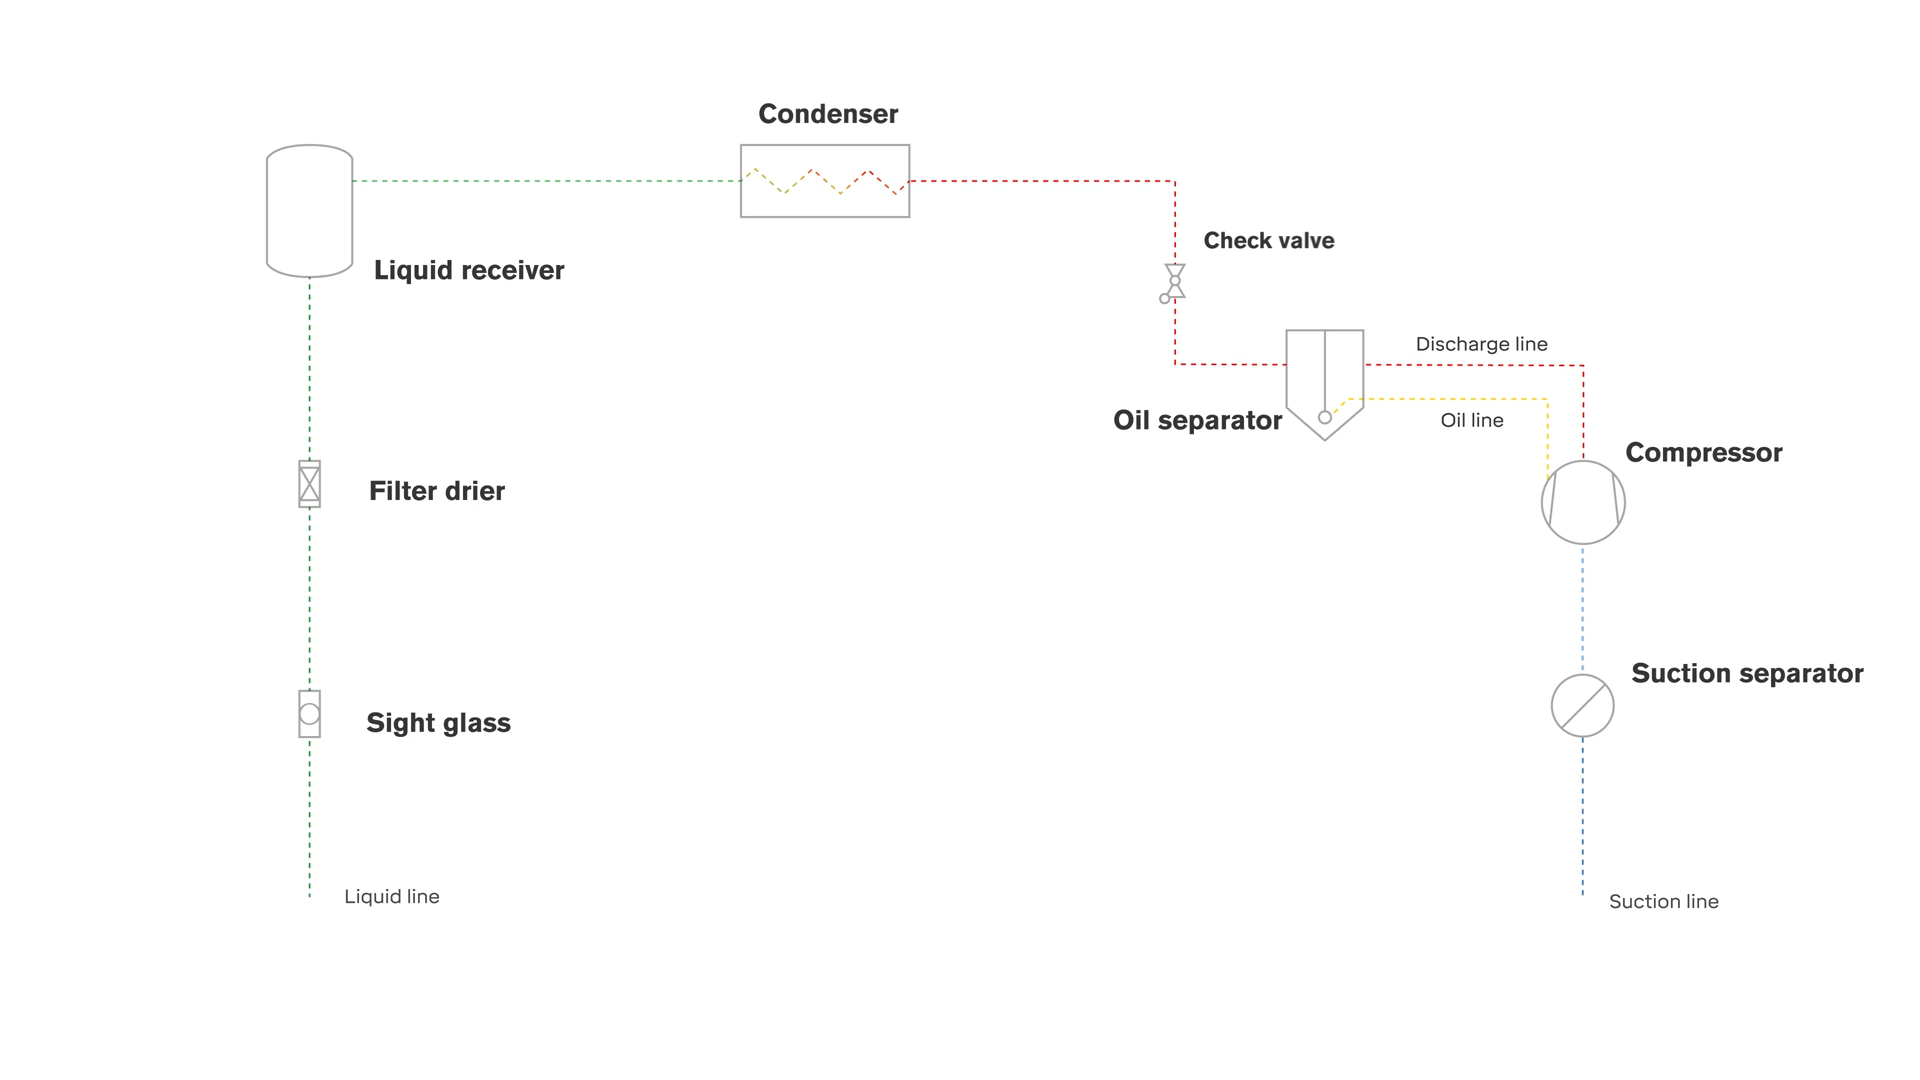 Condenser
Check valve
Liquid receiver
Discharge line
Oil separator
Oil line
Compressor
Filter drier
Suction separator
Sight glass
Liquid line
Suction line